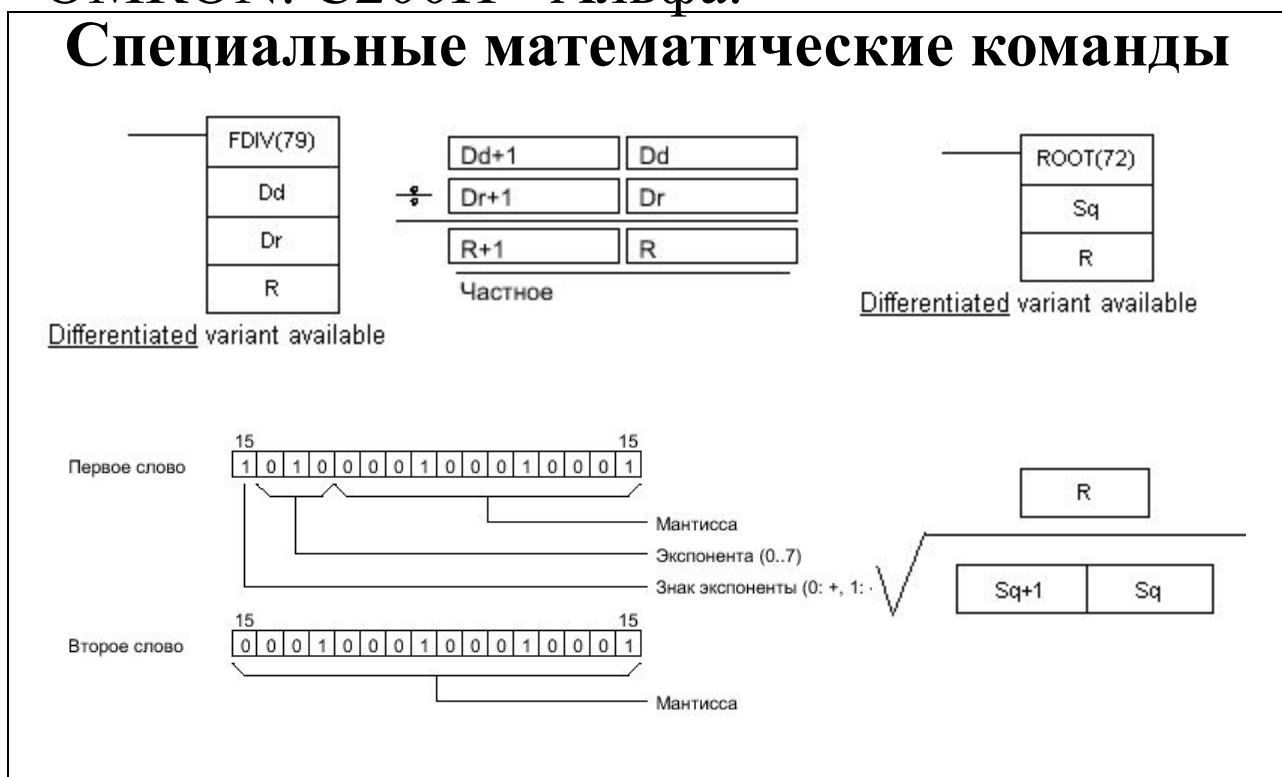 OMRON. C200H - Альфа.
Специальные математические команды
FDIV(79)
Dd
Dr
R
Differentiated variant available
Dd+1 Dd
Dr+1 Dr
R+1 R
Частное
ROOT(72)
Sq
R
Differentiated variant available
15 15
Первое слово 1 0 1 0 0 0 0 1 0 0 0 1 0 0 0 1
Мантисса
Экспонента (0..7)
Знак экспоненты (0: +, 1: -
15 15
Второе слово 0 0 0 1 0 0 0 1 0 0 0 1 0 0 0 1
Мантисса
R
Sq+1 Sq